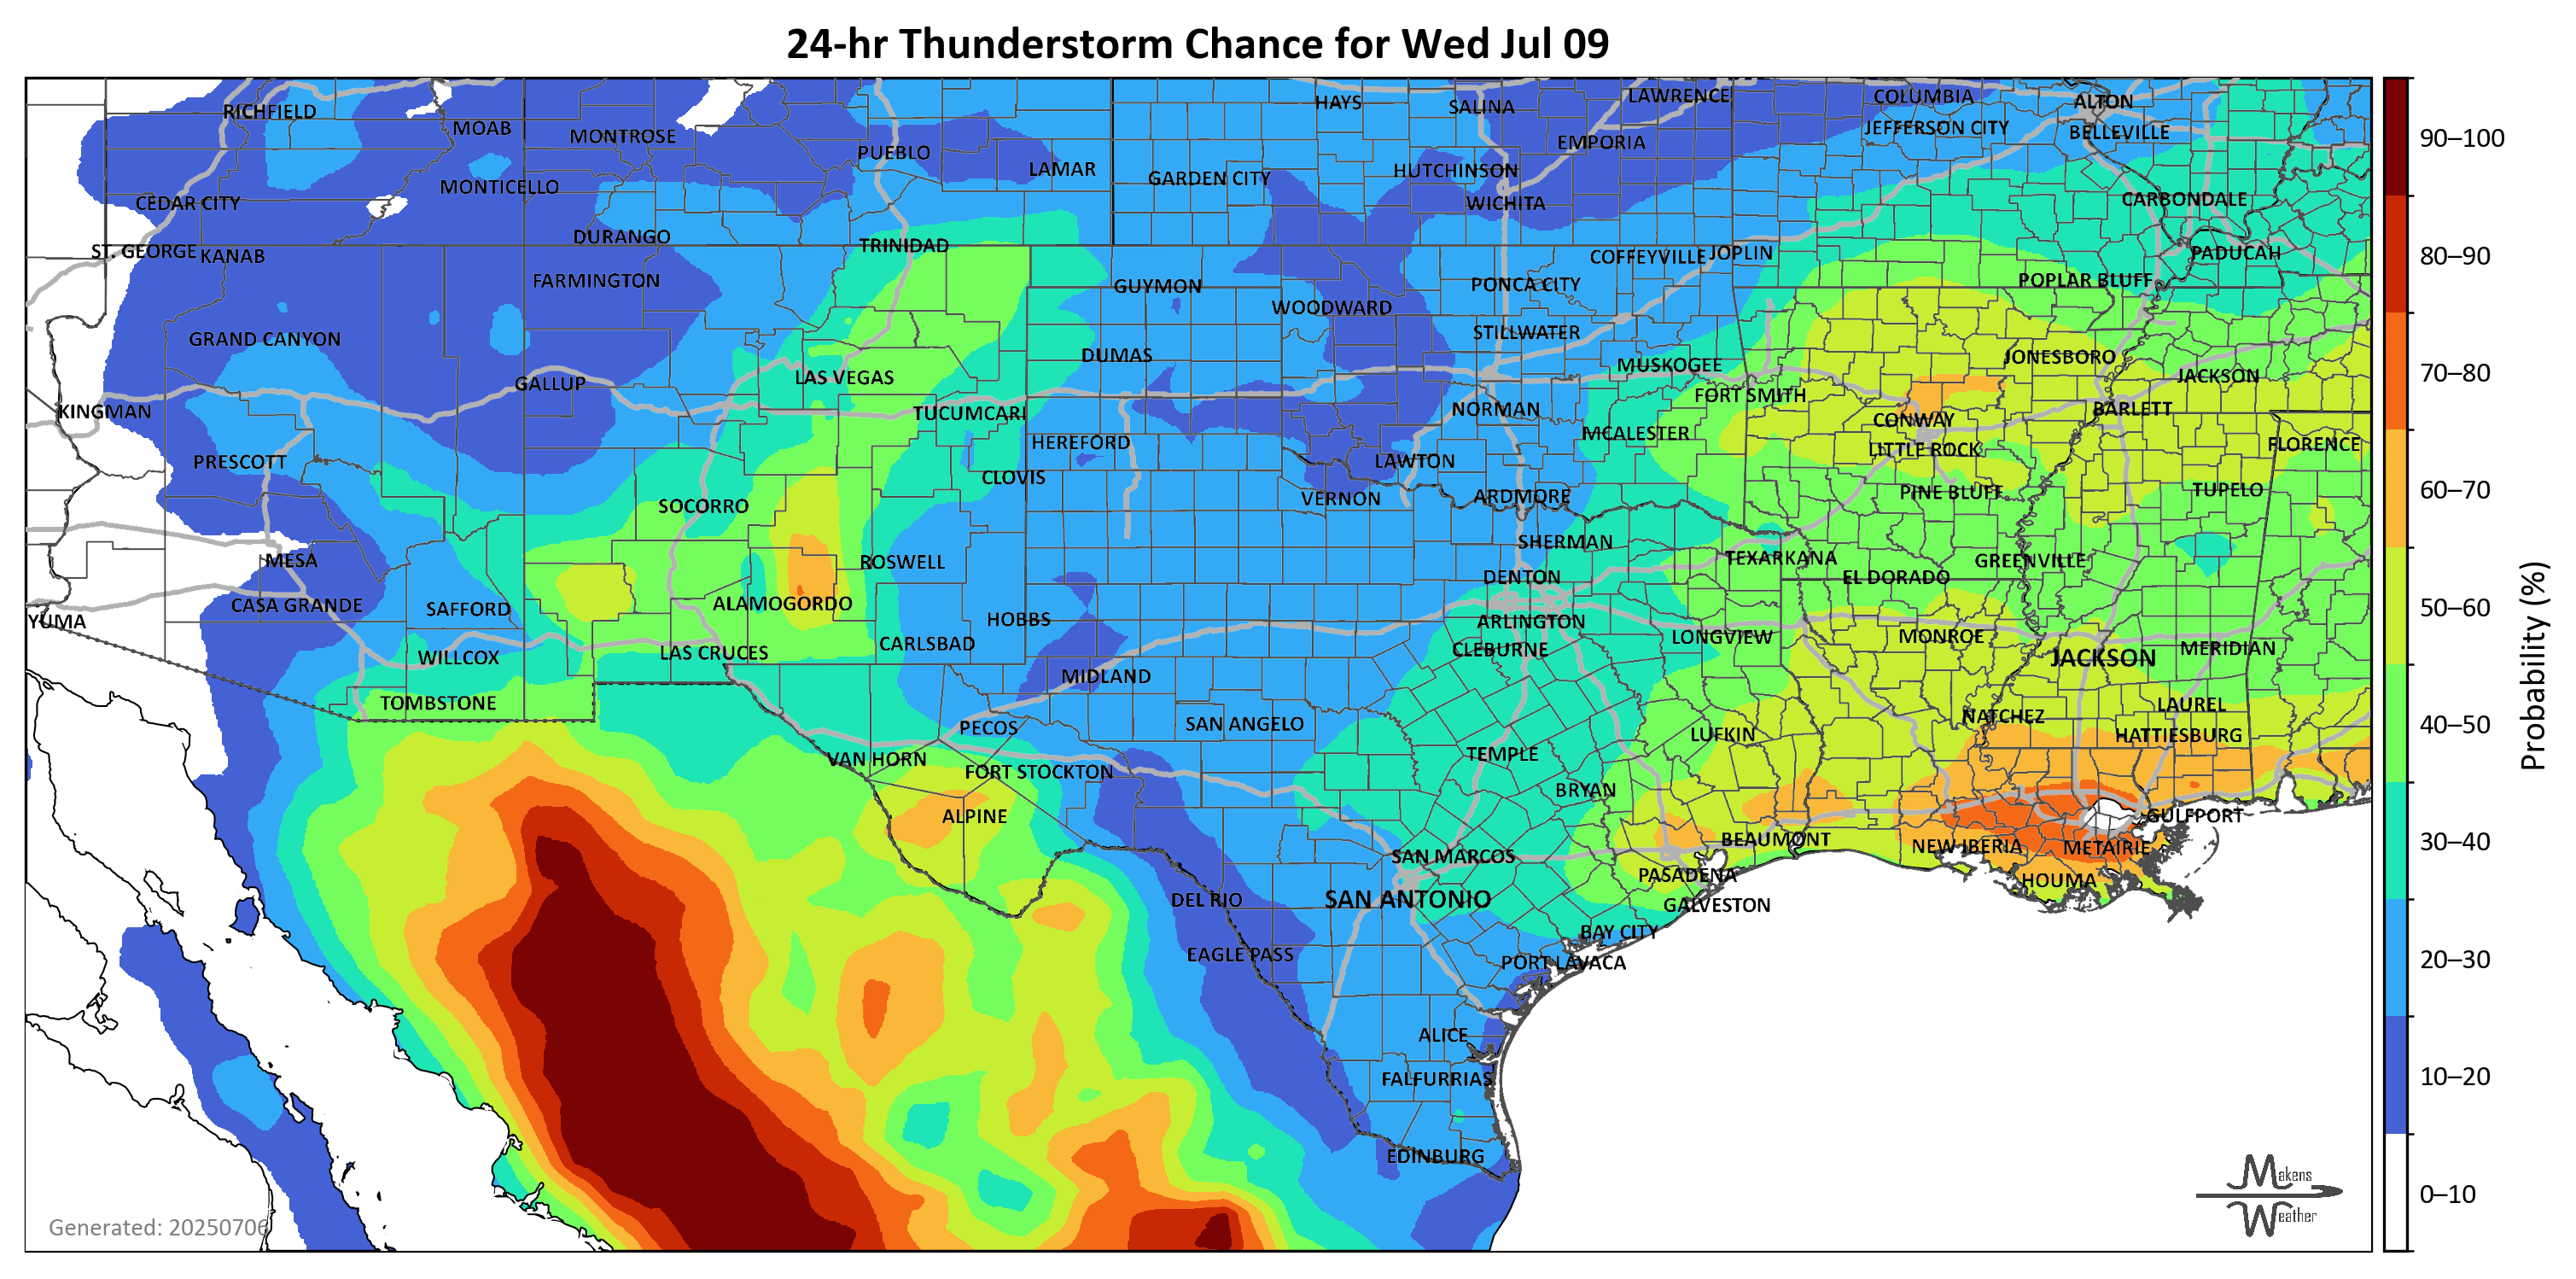 24-hr Thunderstorm Chance for Wed Jul 09
RICHFIELD
MOAB
MONTROSE
PUEBLO
LAMAR
HAYS
SALINA
LAWRENCE
COLUMBIA
ALTON
GARDEN CITY
HUTCHINSON
EMPORIA
JEFFERSON CITY
BELLEVILLE
MONTICELLO
CEDAR CITY
WICHITA
CARBONDALE
DURANGO
TRINIDAD
ST. GEORGE
KANAB
FARMINGTON
GUYMON
WOODWARD
PONCA CITY
COFFEYVILLE
JOPLIN
POPLAR BLUFF
PADUCAH
GRAND CANYON
STILLWATER
DUMAS
MUSKOGEE
JONESBORO
JACKSON
GALLUP
LAS VEGAS
KINGMAN
TUCUMCARI
NORMAN
FORT SMITH
CONWAY
BARLETT
HEREFORD
MCALESTER
LITTLE ROCK
FLORENCE
PRESCOTT
CLOVIS
LAWTON
SOCORRO
VERNON
ARDMORE
PINE BLUFF
TUPELO
MESA
ROSWELL
SHERMAN
TEXARKANA
GREENVILLE
CASA GRANDE
SAFFORD
ALAMOGORDO
DENTON
EL DORADO
YUMA
HOBBS
ARLINGTON
LONGVIEW
MONROE
WILLCOX
LAS CRUCES
CARLSBAD
CLEBURNE
JACKSON
MERIDIAN
TOMBSTONE
MIDLAND
PECOS
SAN ANGELO
NATCHEZ
LAUREL
LUFKIN
HATTIESBURG
VAN HORN
FORT STOCKTON
TEMPLE
BRYAN
ALPINE
GULFPORT
BEAUMONT
NEW IBERIA
METAIRIE
SAN MARCOS
PASADENA
HOUMA
DEL RIO
SAN ANTONIO
GALVESTON
BAY CITY
EAGLE PASS
PORT LAVACA
ALICE
FALFURRIAS
EDINBURG
Generated: 20250706
Makens
Weather
90–100
80–90
70–80
60–70
50–60
40–50
30–40
20–30
10–20
0–10
Probability (%)